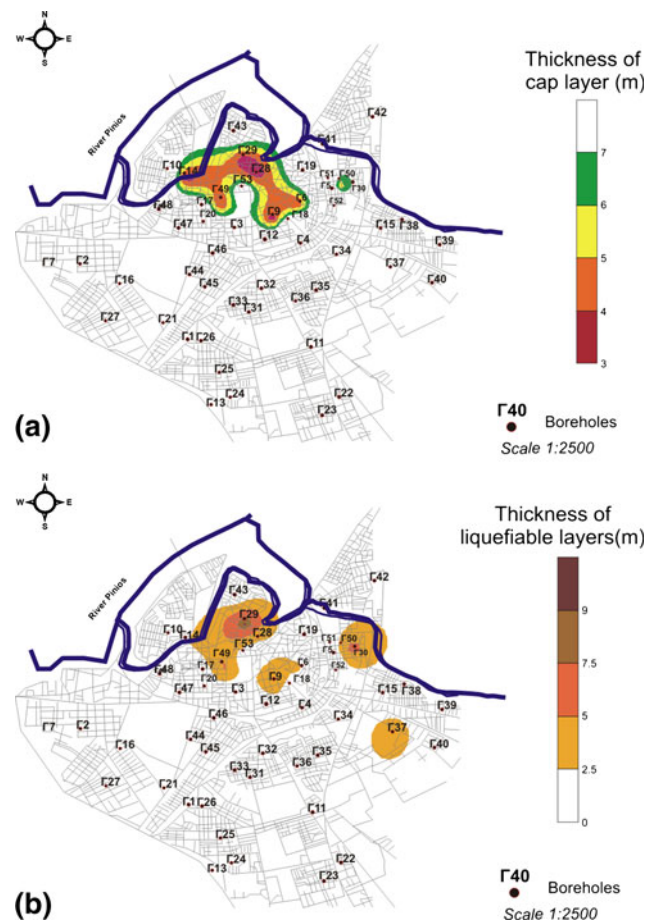 N
W E
S
River Pinios
Γ42
Γ43
Γ41
Γ29
Γ10
Γ14
Γ28
Γ19
Γ51
Γ50
Γ5
Γ30
Γ53
Γ49
Γ6
Γ52
Γ48
Γ17
Γ9
Γ18
Γ20
Γ47
Γ3
Γ12
Γ4
Γ15
Γ38
Γ39
Γ46
Γ34
Γ7
Γ2
Γ37
Γ44
Γ45
Γ16
Γ32
Γ35
Γ36
Γ40
Γ33
Γ31
Γ27
Γ21
Γ1
Γ26
Γ11
Γ25
Γ24
Γ13
Γ22
Γ23
Thickness of
cap layer (m)
7
6
5
4
3
Γ40
Boreholes
Scale 1:2500
(a)
N
W E
S
River Pinios
Γ42
Γ43
Γ41
Γ29
Γ10
Γ14
Γ28
Γ19
Γ51
Γ50
Γ5
Γ30
Γ53
Γ49
Γ6
Γ52
Γ48
Γ17
Γ9
Γ18
Γ20
Γ47
Γ3
Γ12
Γ4
Γ15
Γ38
Γ39
Γ46
Γ34
Γ7
Γ2
Γ37
Γ44
Γ45
Γ16
Γ32
Γ35
Γ36
Γ40
Γ33
Γ31
Γ27
Γ21
Γ1
Γ26
Γ11
Γ25
Γ24
Γ13
Γ22
Γ23
Thickness of
liquefiable layers(m)
9
7.5
5
2.5
0
Γ40
Boreholes
Scale 1:2500
(b)